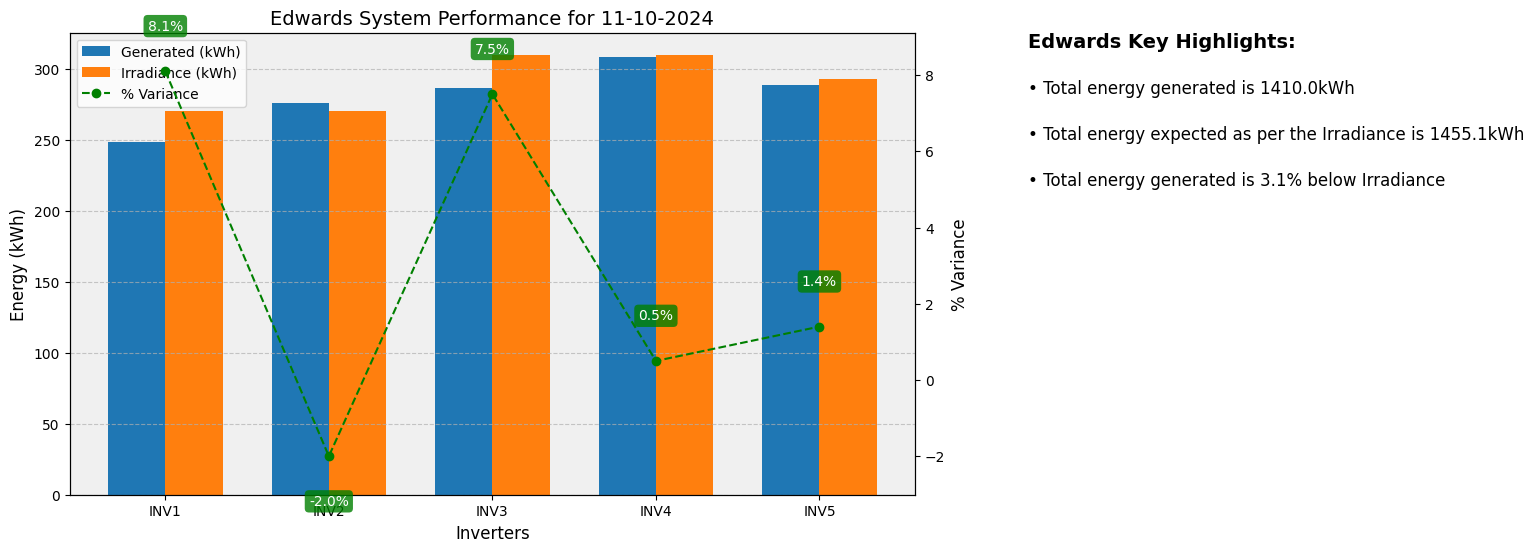 Edwards System Performance for 11-10-2024
8.1%
Generated (kWh)
Irradiance (kWh)
% Variance
7.5%
-2.0%
0.5%
1.4%
Energy (kWh)
300
250
200
150
100
50
0
8
6
4
2
0
−2
% Variance
INV1
INV2
INV3
INV4
INV5
Inverters
Edwards Key Highlights:
• Total energy generated is 1410.0kWh
• Total energy expected as per the Irradiance is 1455.1kWh
• Total energy generated is 3.1% below Irradiance